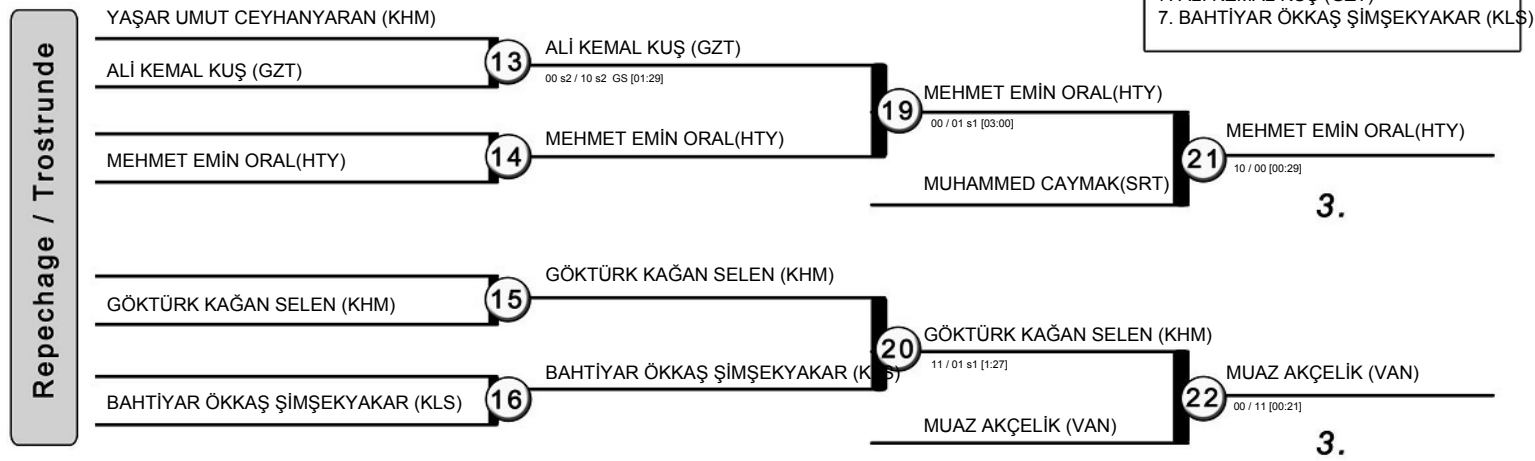 7. BAHTİYAR ÖKKAŞ ŞİMŞEKYAKAR (KLS)
Repechage / Trostrunde
YAŞAR UMUT CEYHANYARAN (KHM)
ALİ KEMAL KUŞ (GZT)
13
ALİ KEMAL KUŞ (GZT)
00 s2 / 10 s2 GS [01:29]
MEHMET EMİN ORAL(HTY)
14
MEHMET EMİN ORAL(HTY)
19
MEHMET EMİN ORAL(HTY)
00 / 01 s1 [03:00]
MUHAMMED CAYMAK(SRT)
21
MEHMET EMİN ORAL(HTY)
10 / 00 [00:29]
3.
GÖKTÜRK KAĞAN SELEN (KHM)
15
GÖKTÜRK KAĞAN SELEN (KHM)
BAHTİYAR ÖKKAŞ ŞİMŞEKYAKAR (KLS)
16
BAHTİYAR ÖKKAŞ ŞİMŞEKYAKAR (KLS)
20
GÖKTÜRK KAĞAN SELEN (KHM)
11 / 01 s1 [1:27]
MUAZ AKÇELİK (VAN)
22
MUAZ AKÇELİK (VAN)
00 / 11 [00:21]
3.